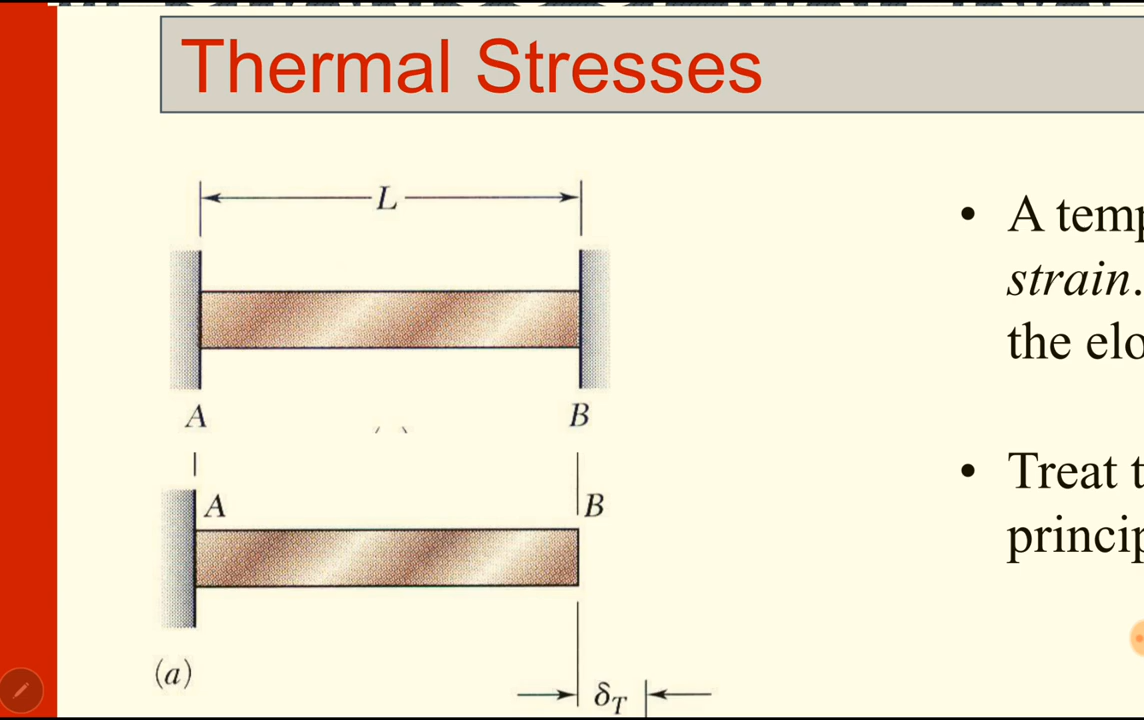 Thermal Stresses
L
A B
A B
(a)
δT
• A temp
strain.
the elo
• Treat t
princip